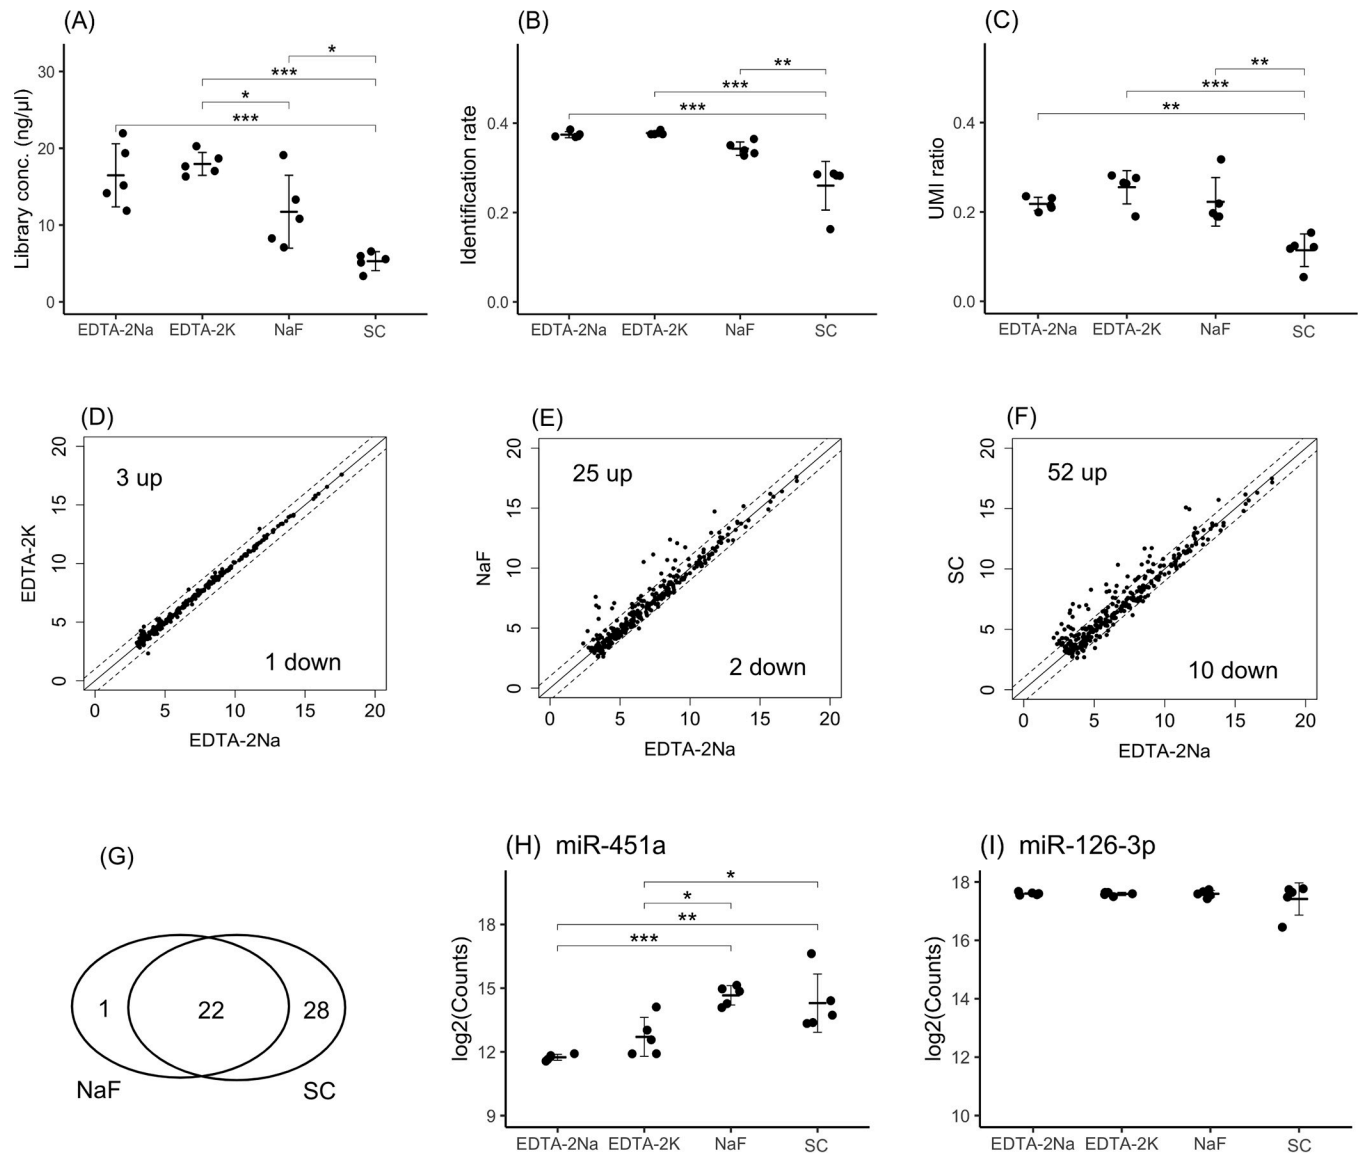 (A)
Library conc. (ng/µl)
30
20
10
0
*
***
*
***
EDTA-2Na EDTA-2K NaF SC
(B)
Identification rate
0.4
0.2
0.0
**
***
***
EDTA-2Na EDTA-2K NaF SC
(C)
UMI ratio
0.4
0.2
0.0
**
***
**
EDTA-2Na EDTA-2K NaF SC
(D)
EDTA-2K
20
15
10
5
0
3 up
1 down
0 5 10 15 20
EDTA-2Na
(E)
NaF
20
15
10
5
0
25 up
2 down
0 5 10 15 20
EDTA-2Na
(F)
SC
20
15
10
5
0
52 up
10 down
0 5 10 15 20
EDTA-2Na
(G)
1 22 28
NaF SC
(H) miR-451a
log2(Counts)
18
15
12
9
*
*
**
***
EDTA-2Na EDTA-2K NaF SC
(I) miR-126-3p
log2(Counts)
18
16
14
12
10
EDTA-2Na EDTA-2K NaF SC